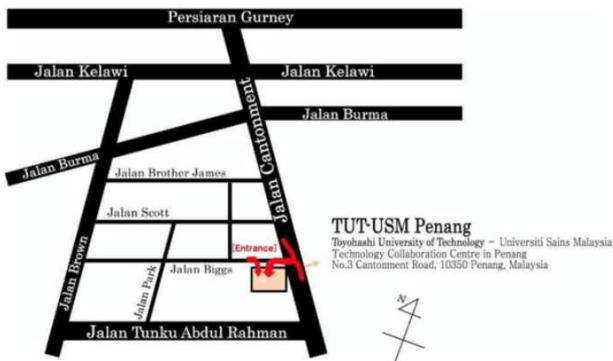 Persiaran Gurney
Jalan Kelawi
Jalan Kelawi
Jalan Cantonment
Jalan Burma
Jalan Burma
Jalan Brother James
Jalan Scott
[Entrance]
Jalan Brown
Jalan Park
Jalan Biggs
Jalan Tunku Abdul Rahman
TUT-USM Penang
Toyohashi University of Technology - Universiti Sains Malaysia
Technology Collaboration Centre in Penang
No.3 Cantonment Road, 10350 Penang, Malaysia
N